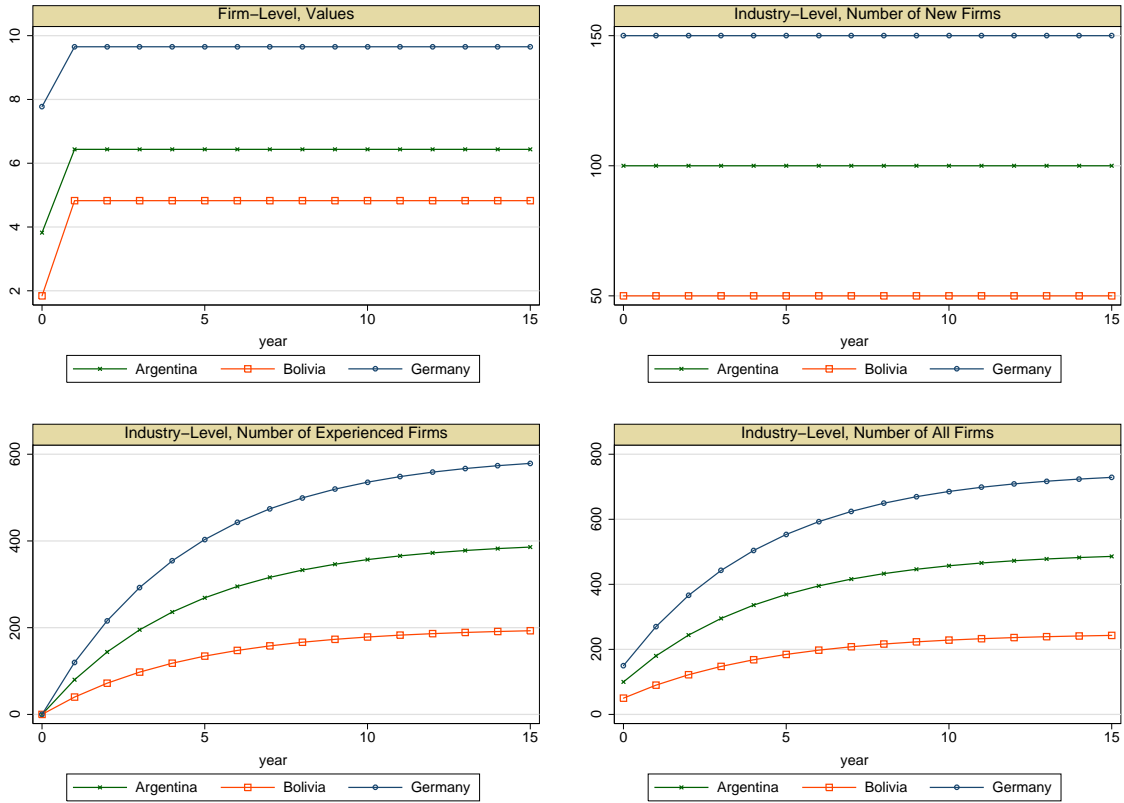 Firm−Level, Values
10
8
6
4
2
0 5 10 15
year
Argentina Bolivia Germany
Industry−Level, Number of New Firms
150
100
50
0 5 10 15
year
Argentina Bolivia Germany
Industry−Level, Number of Experienced Firms
600
400
200
0
0 5 10 15
year
Argentina Bolivia Germany
Industry−Level, Number of All Firms
800
600
400
200
0
0 5 10 15
year
Argentina Bolivia Germany